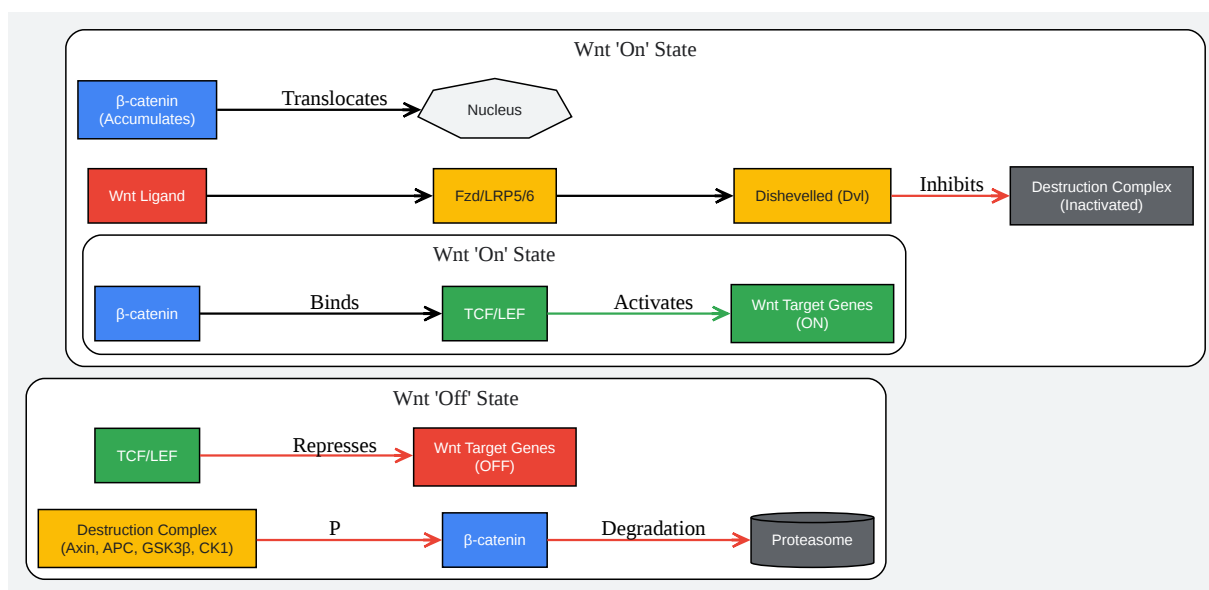 Wnt 'On' State
β-catenin
(Accumulates)
Translocates
Nucleus
Wnt Ligand
Fzd/LRP5/6
Dishevelled (Dvl)
Inhibits
Destruction Complex
(Inactivated)
Wnt 'On' State
β-catenin
Binds
TCF/LEF
Activates
Wnt Target Genes
(ON)
Wnt 'Off' State
TCF/LEF
Represses
Wnt Target Genes
(OFF)
Destruction Complex
(Axin, APC, GSK3β, CK1)
P
β-catenin
Degradation
Proteasome